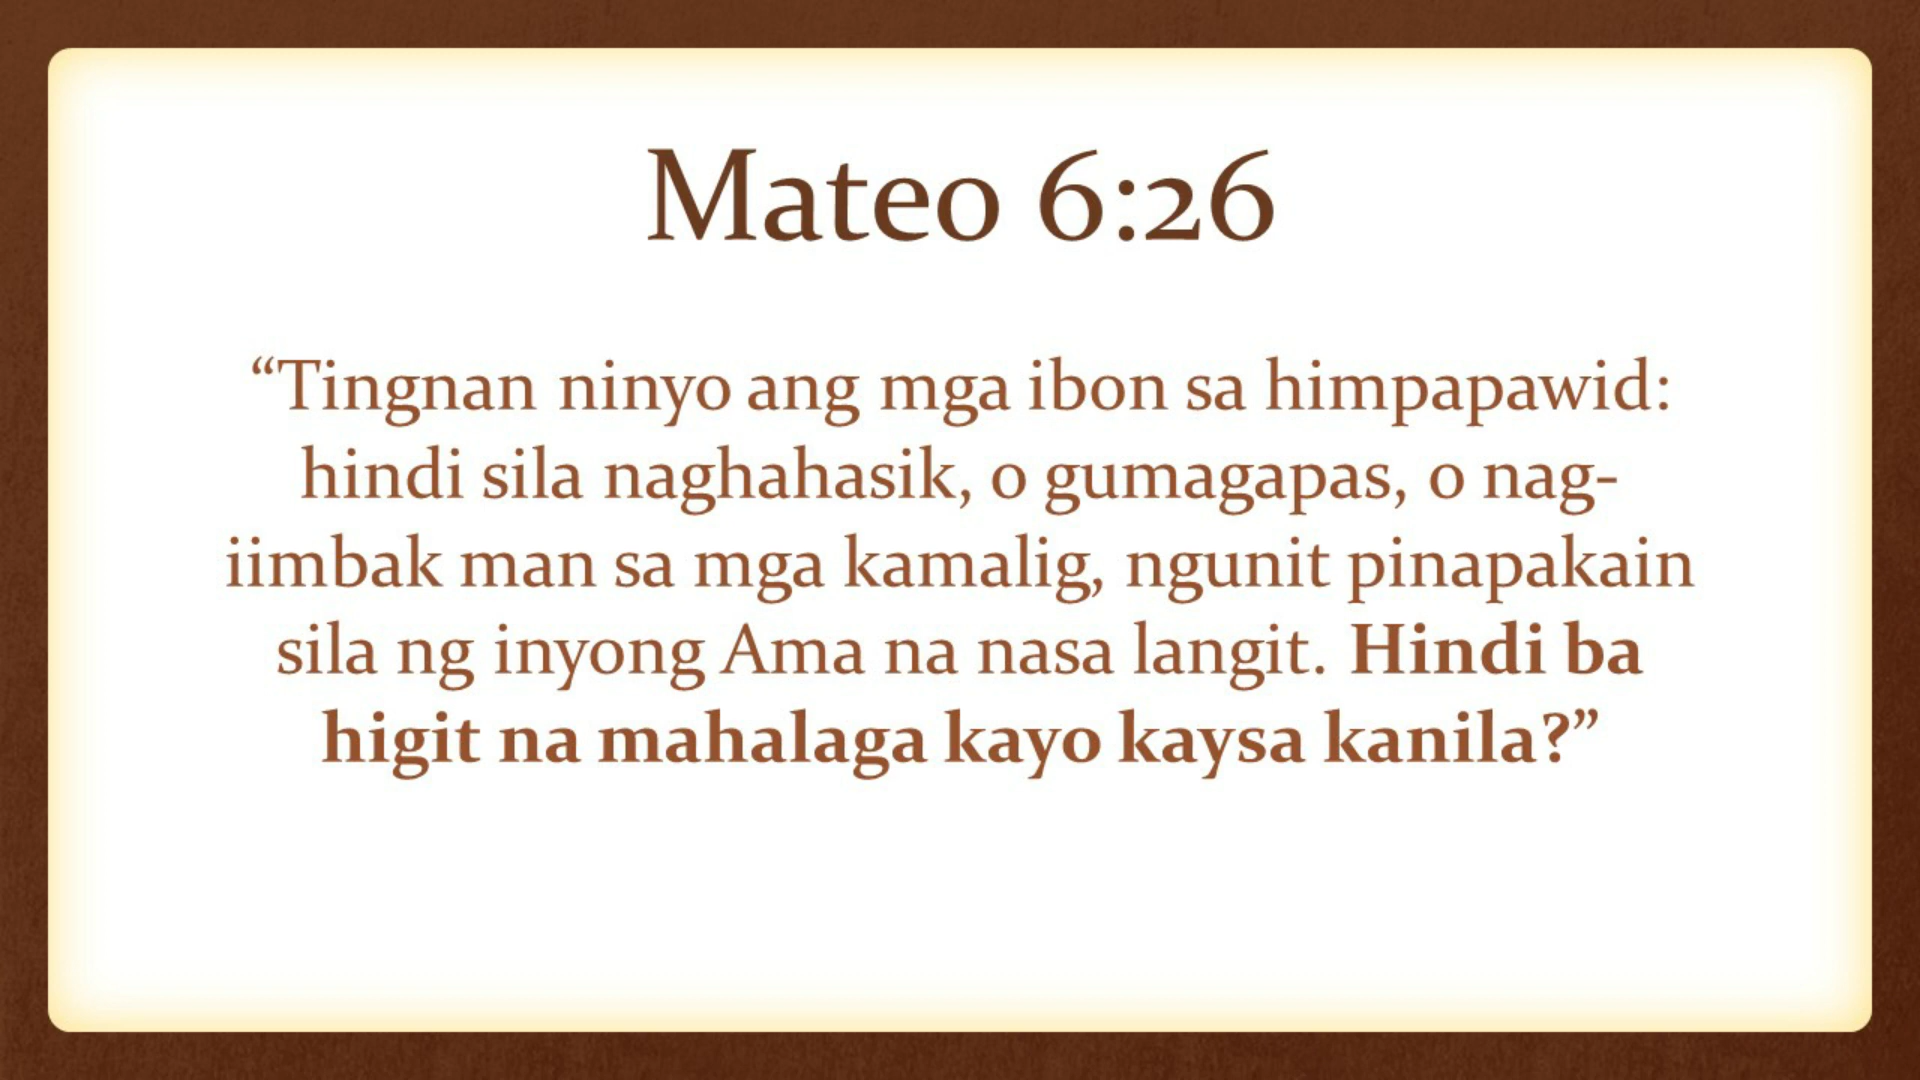 Mateo 6:26
“Tingnan ninyo ang mga ibon sa himpapawid:
hindi sila naghahasik, o gumagapas, o nag-
iimbak man sa mga kamalig, ngunit pinapakain
sila ng inyong Ama na nasa langit. Hindi ba
higit na mahalaga kayo kaysa kanila?”